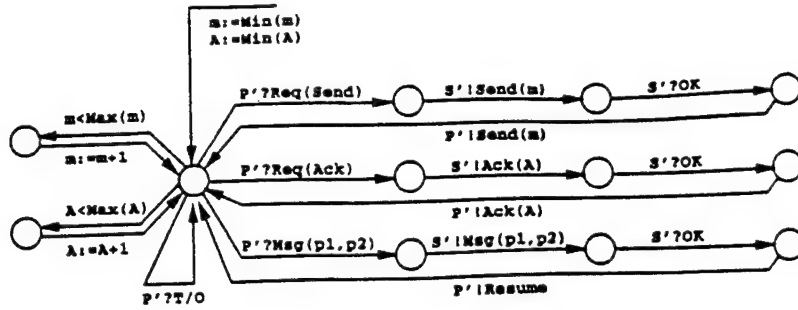 m:=Min(m)
A:=Min(A)
P'?Req(Send)
S'!Send(m)
S'?OK
m<Max(m)
P'!Send(m)
m:=m+1
P'?Req(Ack)
S'!Ack(A)
S'?OK
A<Max(A)
P'!Ack(A)
A:=A+1
P'?Msg(p1,p2)
S'!Msg(p1,p2)
S'?OK
P'?T/O
P'!Resume